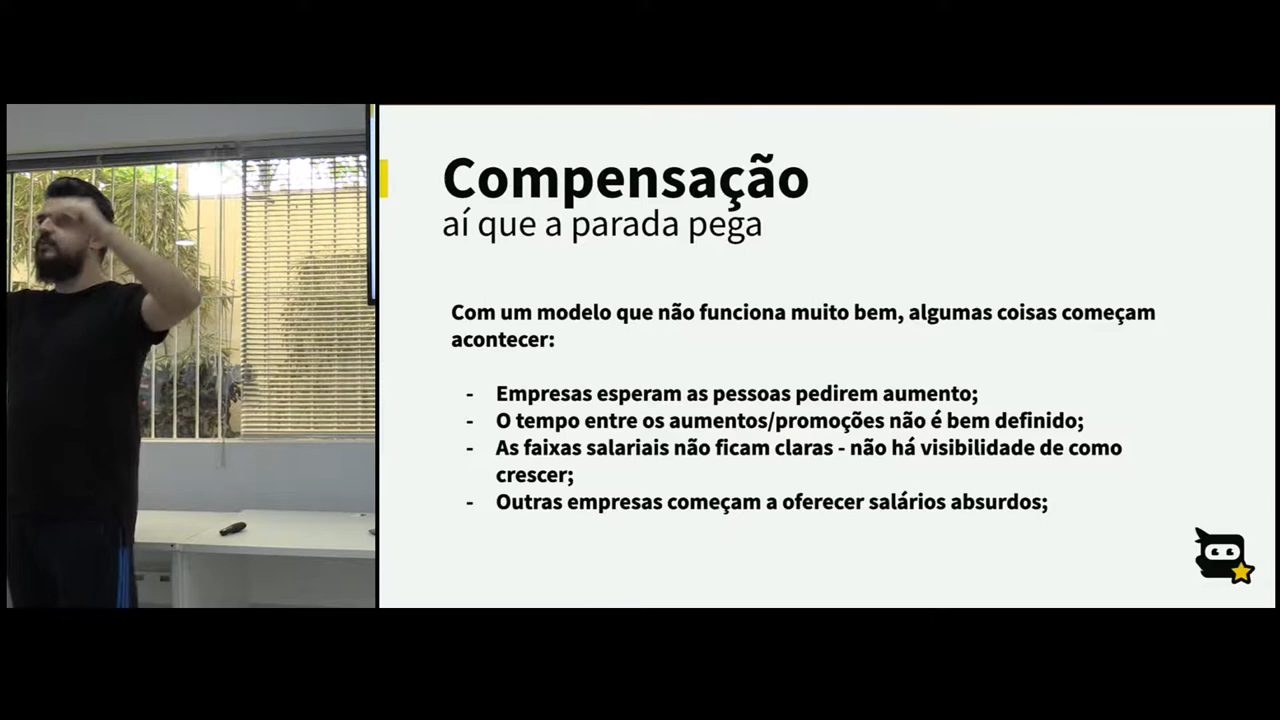 Compensação
aí que a parada pega
Com um modelo que não funciona muito bem, algumas coisas começam
acontecer:
- Empresas esperam as pessoas pedirem aumento;
- O tempo entre os aumentos/promoções não é bem definido;
- As faixas salariais não ficam claras - não há visibilidade de como
crescer;
- Outras empresas começam a oferecer salários absurdos;